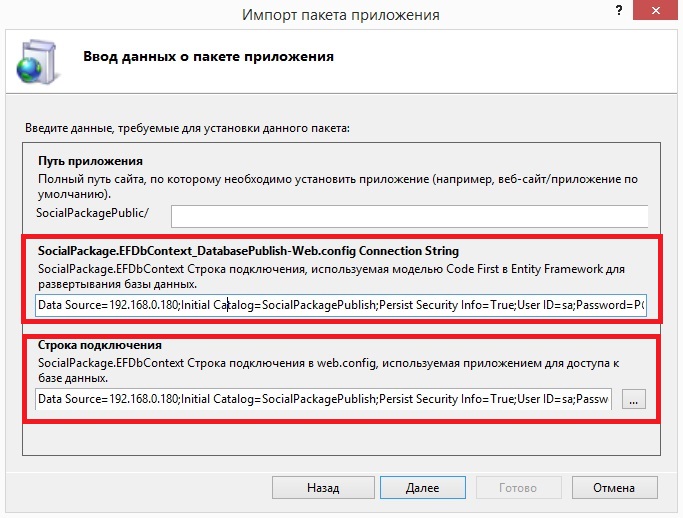 Импорт пакета приложения
?
Ввод данных о пакете приложения
Введите данные, требуемые для установки данного пакета:
Путь приложения
Полный путь сайта, по которому необходимо установить приложение (например, веб-сайт/приложение по
умолчанию).
SocialPackagePublic/
SocialPackage.EFDbContext_DatabasePublish-Web.config Connection String
SocialPackage.EFDbContext Строка подключения, используемая моделью Code First в Entity Framework для
развертывания базы данных.
Data Source=192.168.0.180;Initial Catalog=SocialPackagePublish;Persist Security Info=True;User ID=sa;Password=P
Строка подключения
SocialPackage.EFDbContext Строка подключения в web.config, используемая приложением для доступа к
базе данных.
Data Source=192.168.0.180;Initial Catalog=SocialPackagePublish;Persist Security Info=True;User ID=sa;Passw
...
Назад
Далее
Готово
Отмена